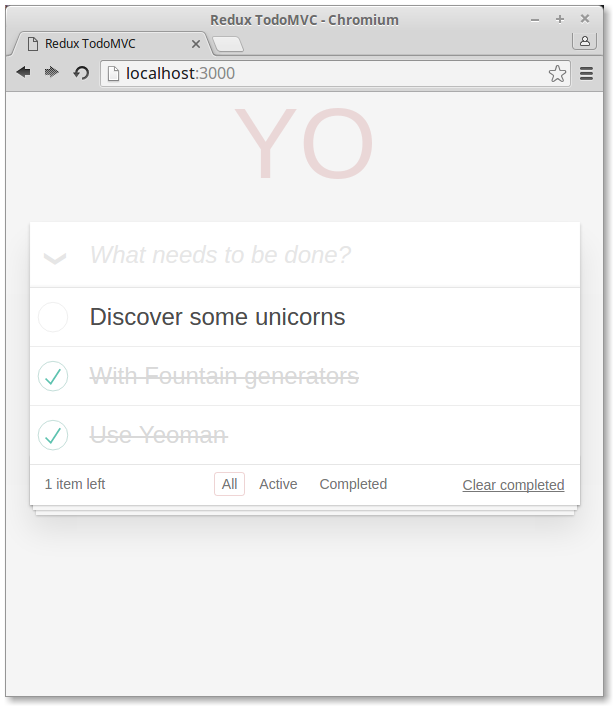 Redux TodoMVC - Chromium
Redux TodoMVC
localhost:3000
YO
What needs to be done?
Discover some unicorns
With Fountain generators
Use Yeoman
1 item left All Active Completed Clear completed